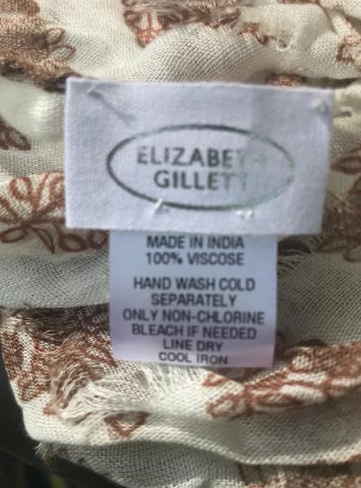 ELIZABETH
GILLETT
MADE IN INDIA
100% VISCOSE
HAND WASH COLD
SEPARATELY
ONLY NON-CHLORINE
BLEACH IF NEEDED
LINE DRY
COOL IRON